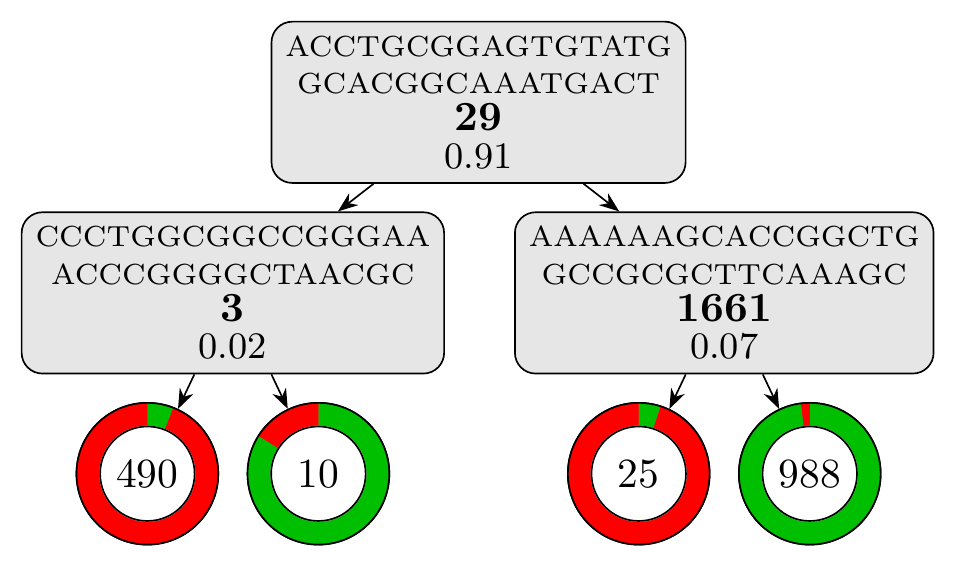 ACCTGCGGAGTGTATG
GCACGGCAAATGACT
29
0.91
CCCTGGCGGCCGGGAA
ACCCGGGGCTAACGC
3
0.02
AAAAAAGCACCGGCTG
GCCGCGCTTCAAAGC
1661
0.07
490
10
25
988